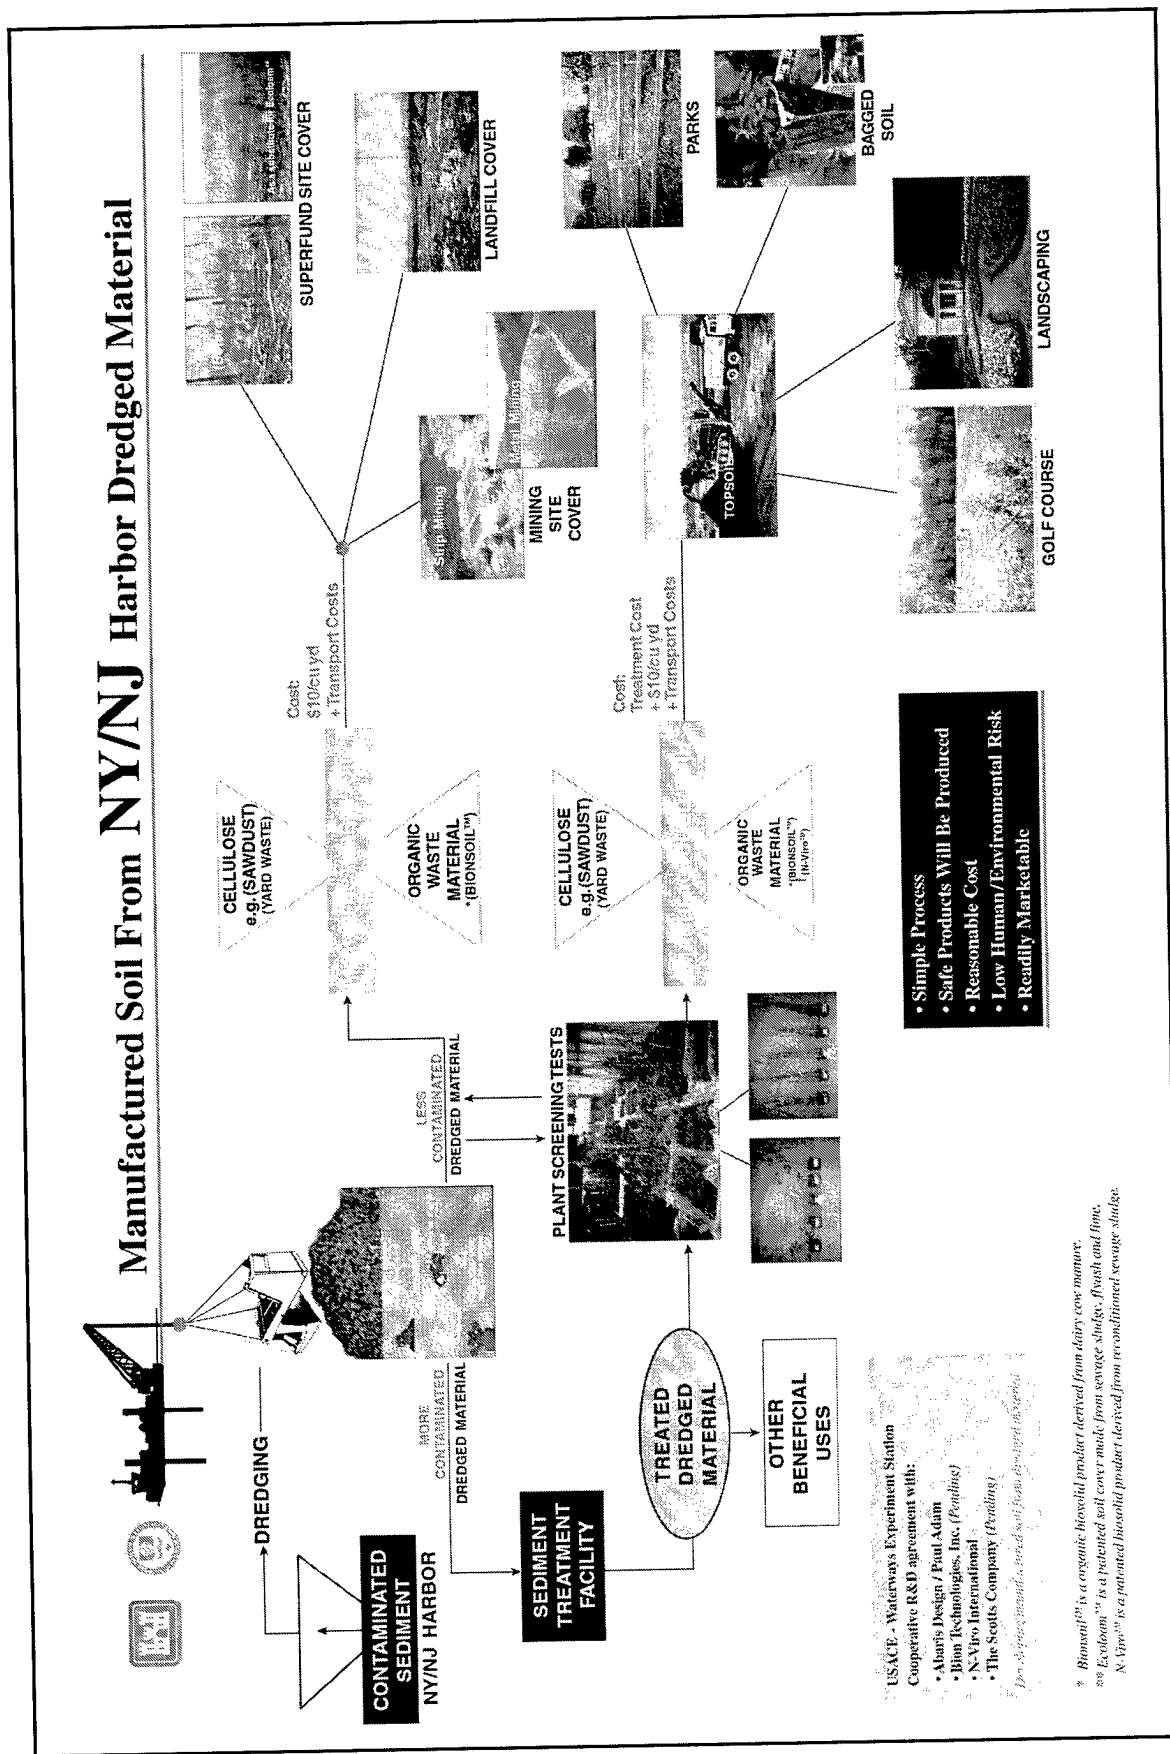 Manufactured Soil From NY/NJ Harbor Dredged Material
DREDGING
CONTAMINATED
SEDIMENT
NY/NJ HARBOR
MORE
CONTAMINATED
DREDGED MATERIAL
LESS
CONTAMINATED
DREDGED MATERIAL
SEDIMENT
TREATMENT
FACILITY
TREATED
DREDGED
MATERIAL
OTHER
BENEFICIAL
USES
PLANT SCREENING TESTS
CELLULOSE
e.g.(SAWDUST)
(YARD WASTE)
ORGANIC
WASTE
MATERIAL
*(BIONSOIL™)
Cost:
$10/cu yd
+ Transport Costs
SUPERFUND SITE COVER
LANDFILL COVER
Strip Mining
Metal Mining
MINING
SITE
COVER
CELLULOSE
e.g.(SAWDUST)
(YARD WASTE)
ORGANIC
WASTE
MATERIAL
*(BIONSOIL™)
(N-Viro™)
Cost:
Treatment Cost
+ $10/cu yd
+ Transport Costs
TOPSOIL
PARKS
BAGGED
SOIL
LANDSCAPING
GOLF COURSE
• Simple Process
• Safe Products Will Be Produced
• Reasonable Cost
• Low Human/Environmental Risk
• Readily Marketable
USACE - Waterways Experiment Station
Cooperative R&D agreement with:
• Abaris Design / Paul Adam
• Bion Technologies, Inc. (Pending)
• N-Viro International
• The Scotts Company (Pending)
Developing manufactured soil from dredged material
* Bionsoil™ is a organic biosolid product derived from dairy cow manure.
** Ecoloam™ is a patented soil cover made from sewage sludge, flyash and lime.
N-Viro™ is a patented biosolid product derived from reconditioned sewage sludge.